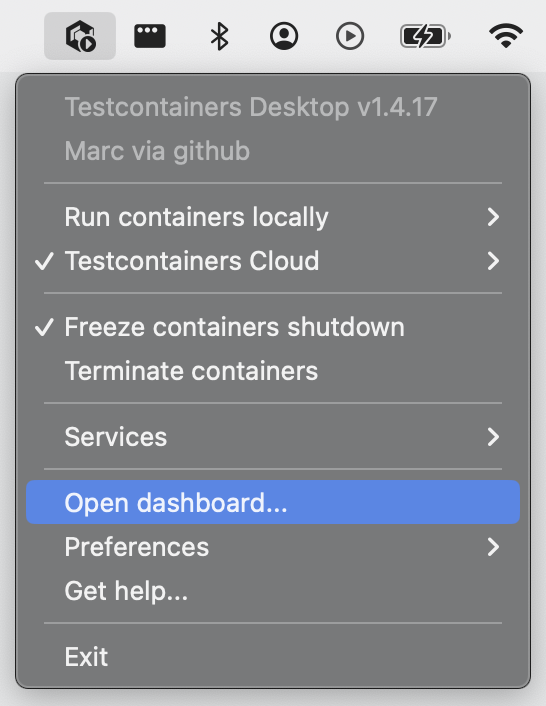 Testcontainers Desktop v1.4.17
Marc via github
Run containers locally
Testcontainers Cloud
Freeze containers shutdown
Terminate containers
Services
Open dashboard...
Preferences
Get help...
Exit